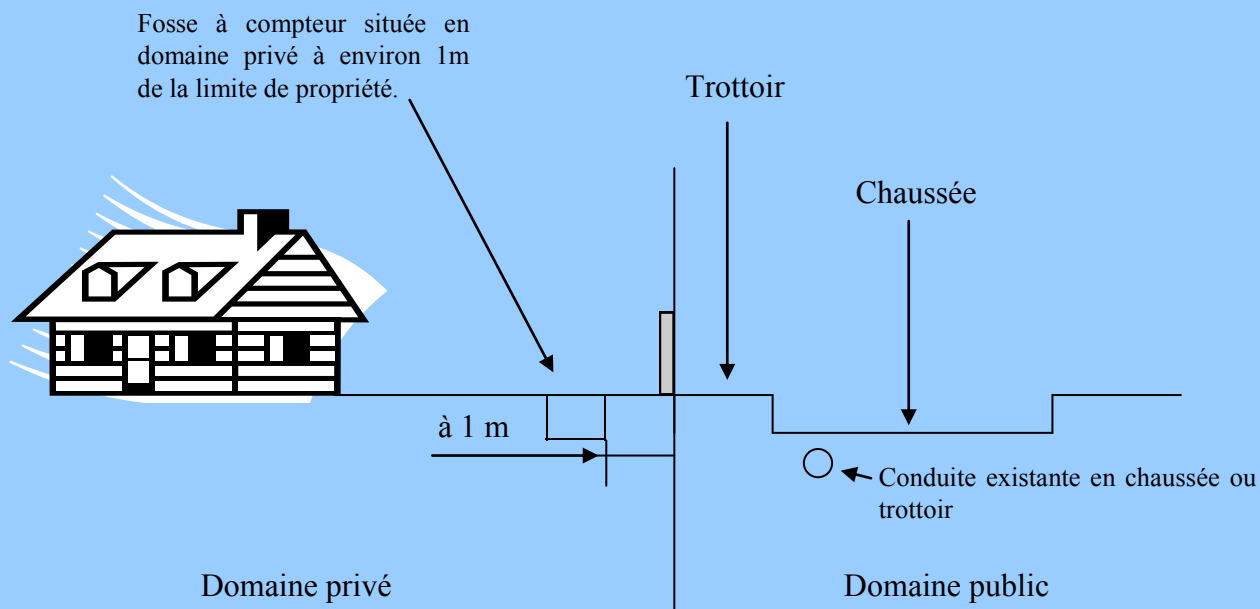 Fosse à compteur située en
domaine privé à environ 1m
de la limite de propriété.
Trottoir
Chaussée
à 1 m
Conduite existante en chaussée ou
trottoir
Domaine privé
Domaine public